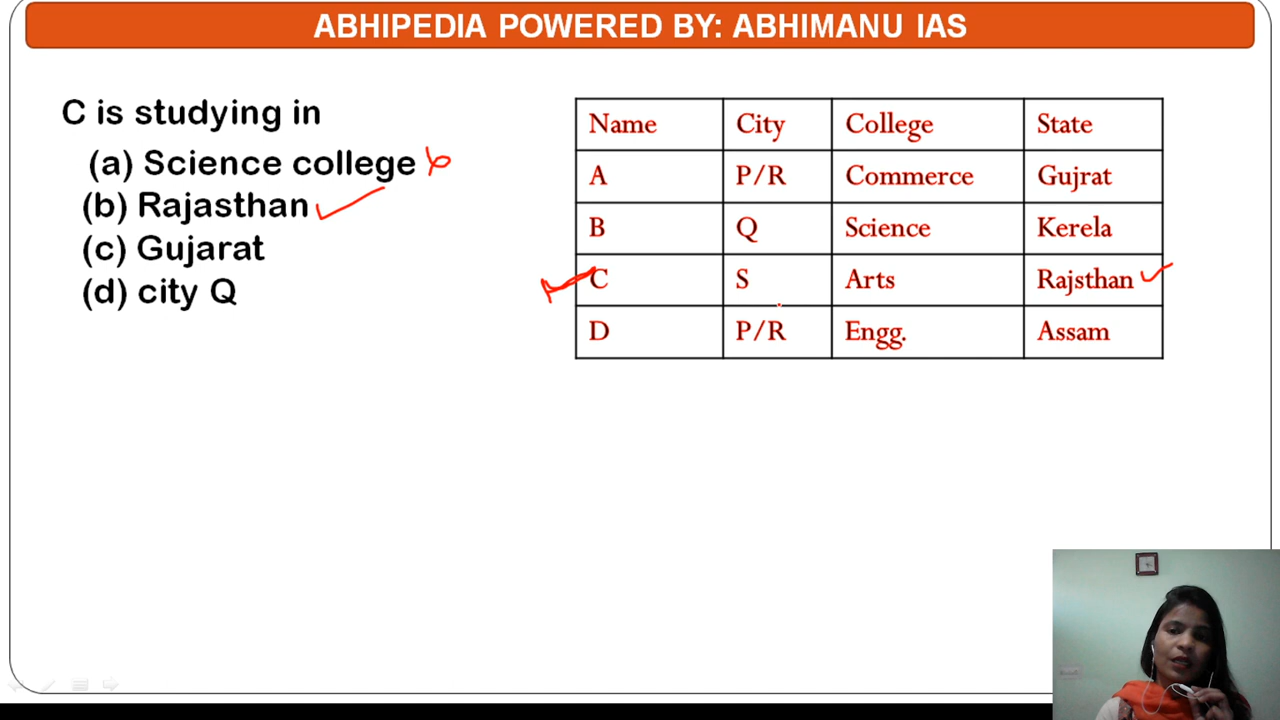 ABHIPEDIA POWERED BY: ABHIMANU IAS
C is studying in
(a) Science college
(b) Rajasthan
(c) Gujarat
(d) city Q
Name City College State
A P/R Commerce Gujrat
B Q Science Kerela
C S Arts Rajsthan
D P/R Engg. Assam